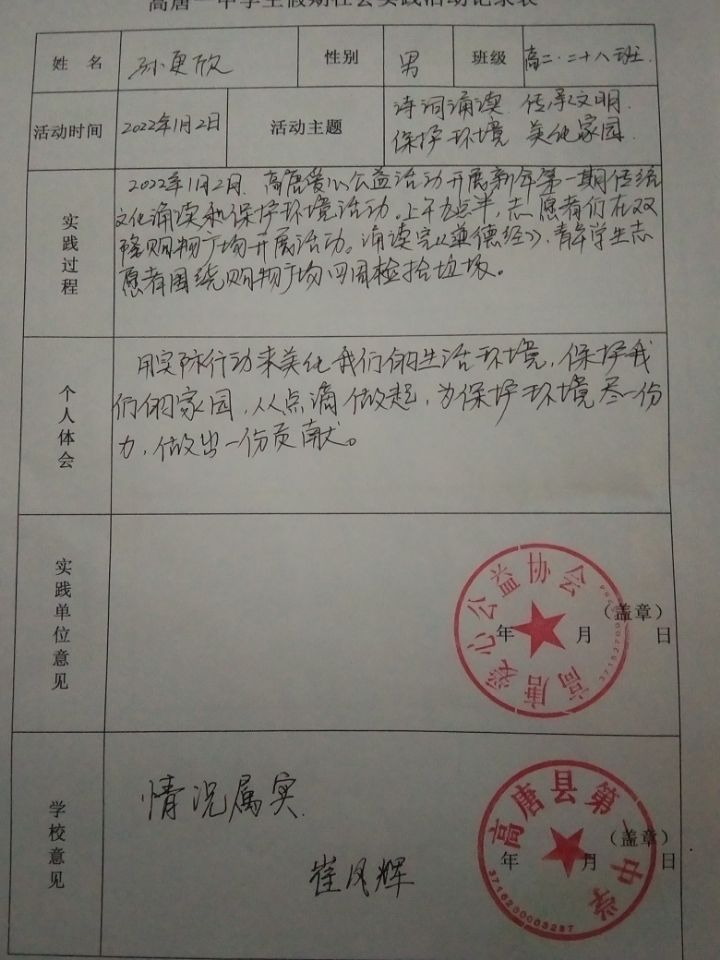 高唐一中学生假期社会实践活动记录表
姓 名 孙更欣 性别 男 班级 高二·二十八班.
活动时间 2022年1月2日 活动主题 诗词诵读 传承文明.
保护环境 美化家园.
实践过程
2022年1月2日.高唐爱心公益活动开展新年第一期传统
文化诵读和保护环境活动。上午九点半,志愿者们在双
隆购物广场开展活动。诵读完《道德经》、青年学生志
愿者围绕购物广场四周检拾垃圾。
个人体会
用实际行动来美化我们的生活环境,保护我
们的家园,从点滴做起,为保护环境尽一份
力,做出一份贡献。
实践单位意见
高唐爱心公益协会
(盖章)
年 月 日
学校意见
情况属实.
崔凤辉
高唐县第一中学
3715260003287
(盖章)
年 月 日